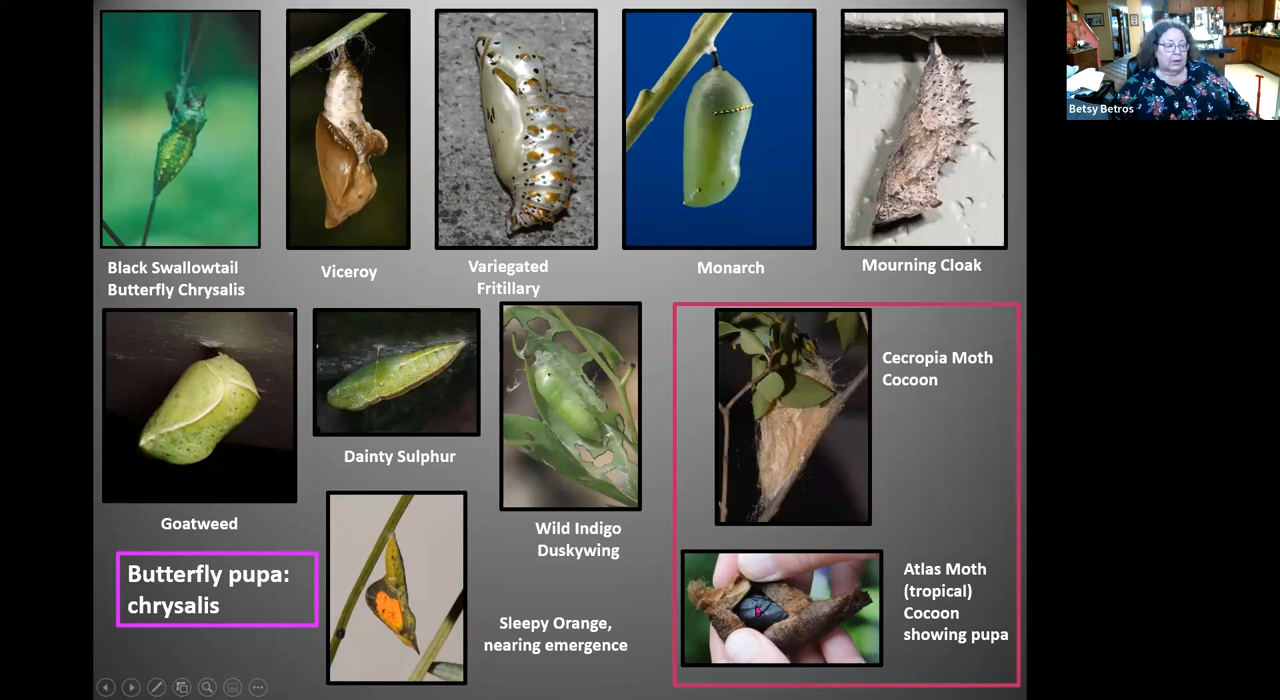 Betsy Betros
Black Swallowtail
Butterfly Chrysalis
Viceroy
Variegated
Fritillary
Monarch
Mourning Cloak
Goatweed
Dainty Sulphur
Wild Indigo
Duskywing
Cecropia Moth
Cocoon
Butterfly pupa:
chrysalis
Sleepy Orange,
nearing emergence
Atlas Moth
(tropical)
Cocoon
showing pupa